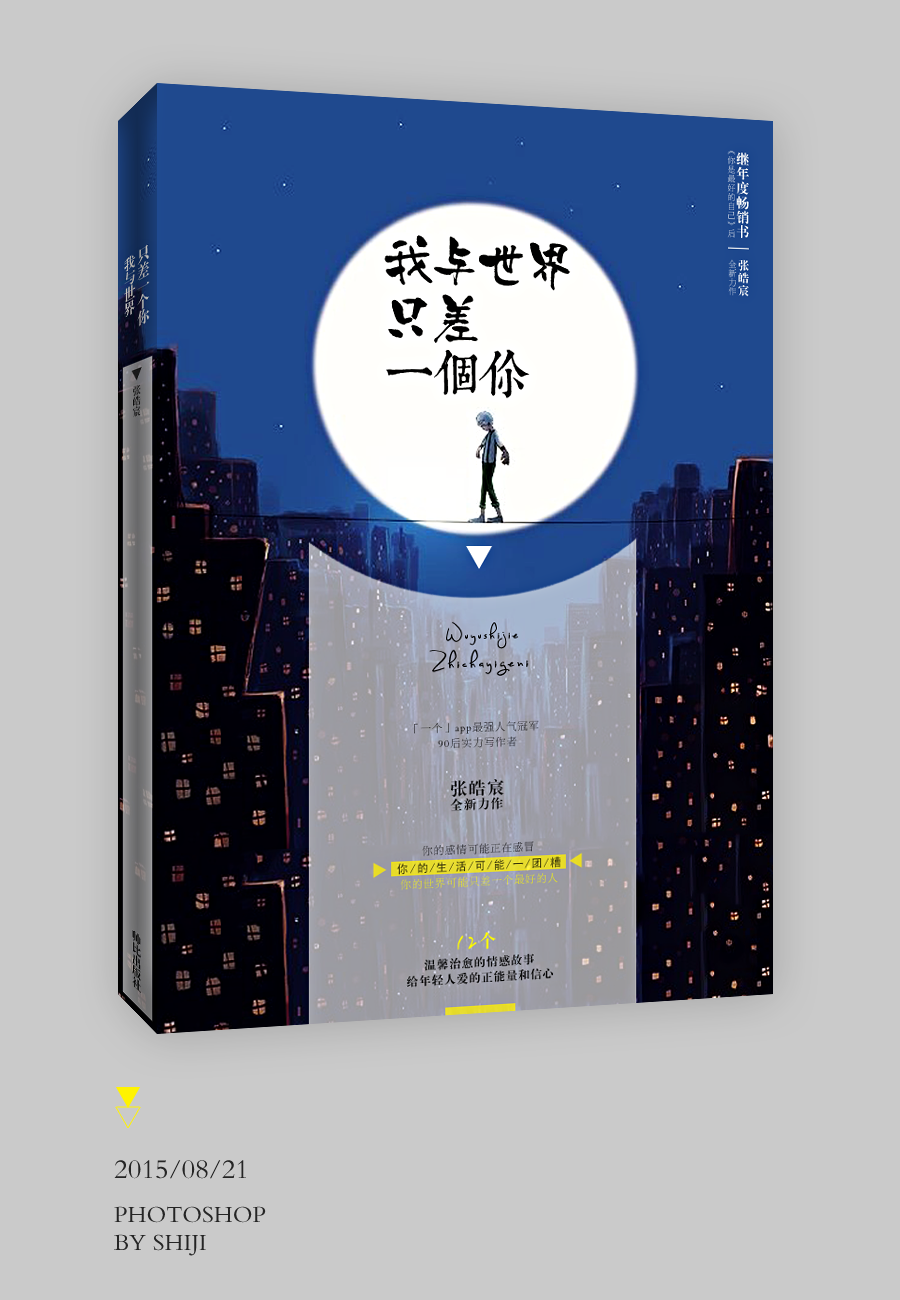 我与世界
只差
一個你
继年度畅销书
《你是最好的自己》后
张皓宸
全新力作
只差一个你
我与世界
张皓宸
Wuyushijie
Zhichayigeni
「一个」app最强人气冠军
90后实力写作者
张皓宸
全新力作
你的感情可能正在感冒
你/的/生/活/可/能/一/团/糟
你的世界可能只差一个最好的人
12个
温馨治愈的情感故事
给年轻人爱的正能量和信心
2015/08/21
PHOTOSHOP
BY SHIJI